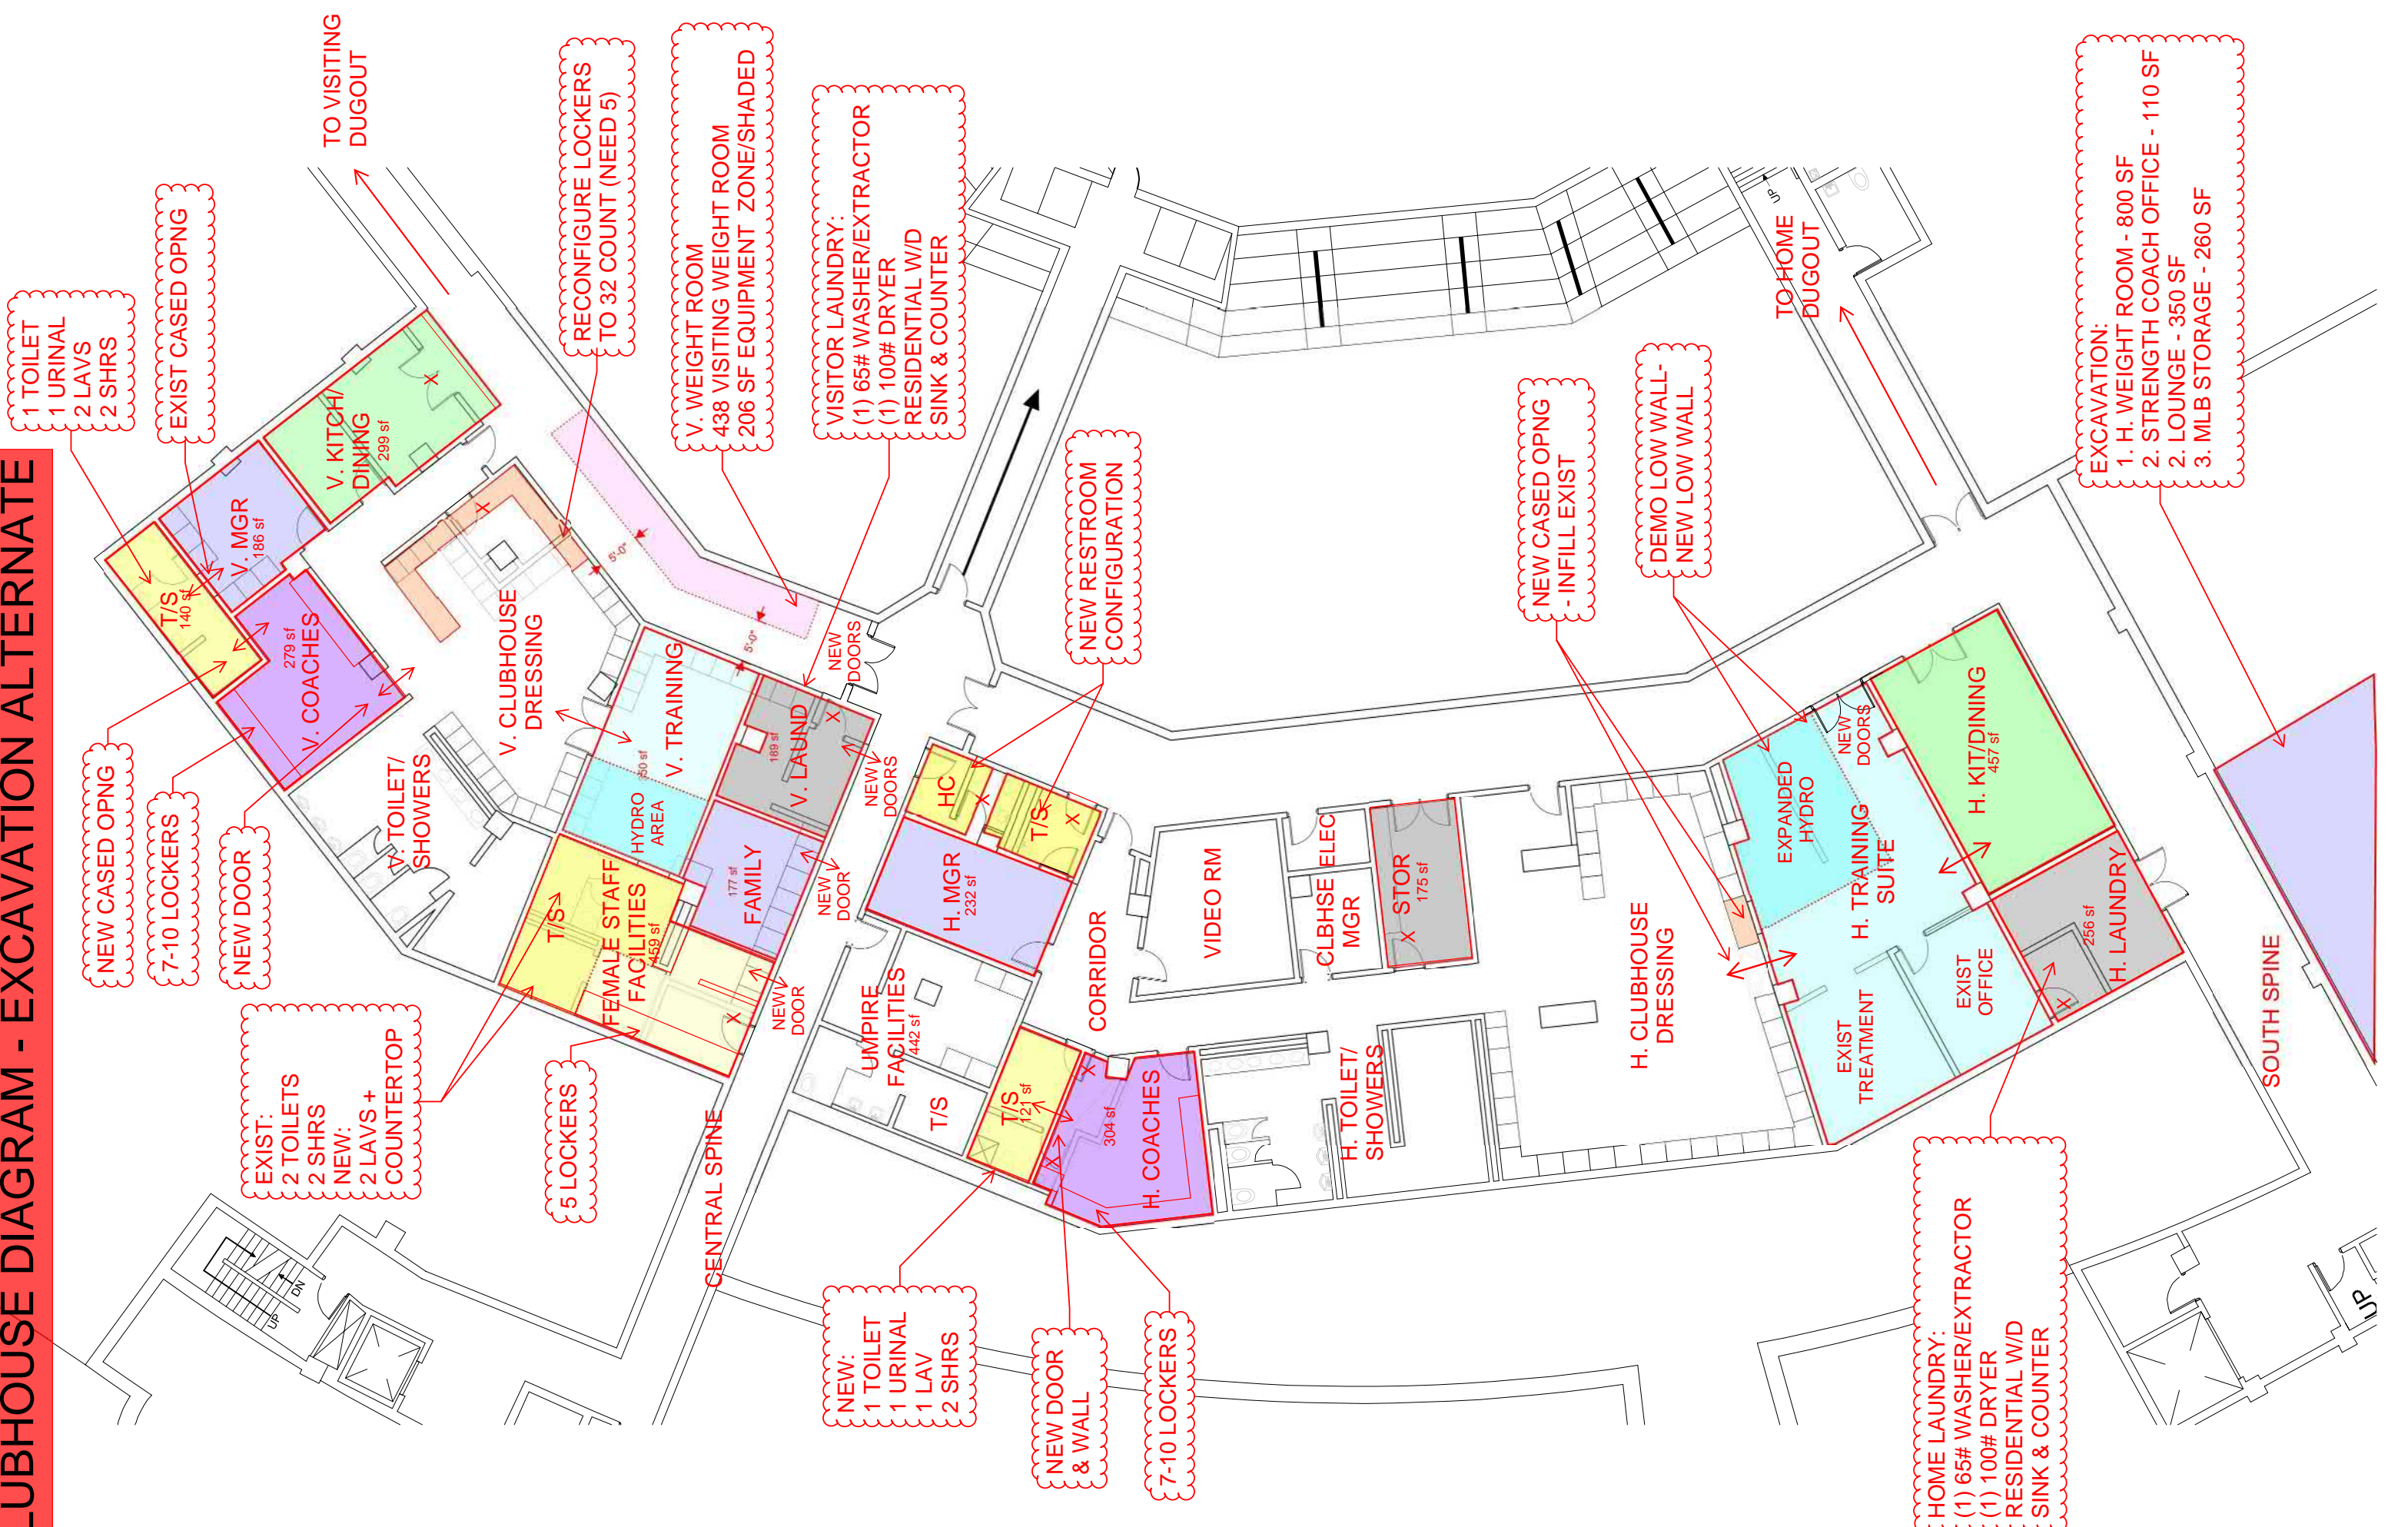 LUBHOUSE DIAGRAM - EXCAVATION ALTERNATE
1 TOILET
1 URINAL
2 LAVS
2 SHRS
EXIST CASED OPNG
TO VISITING
DUGOUT
RECONFIGURE LOCKERS
TO 32 COUNT (NEED 5)
V. WEIGHT ROOM
438 VISITING WEIGHT ROOM
206 SF EQUIPMENT ZONE/SHADED
VISITOR LAUNDRY:
(1) 65# WASHER/EXTRACTOR
(1) 100# DRYER
RESIDENTIAL W/D
SINK & COUNTER
NEW RESTROOM
CONFIGURATION
NEW CASED OPNG
- INFILL EXIST
DEMO LOW WALL-
NEW LOW WALL
TO HOME
DUGOUT
UP
EXCAVATION:
1. H. WEIGHT ROOM - 800 SF
2. STRENGTH COACH OFFICE - 110 SF
2. LOUNGE - 350 SF
3. MLB STORAGE - 260 SF
NEW CASED OPNG
7-10 LOCKERS
NEW DOOR
T/S
140 sf
V. MGR
186 sf
V. KITCH/
DINING
299 sf
X
279 sf
V. COACHES
V. TOILET/
SHOWERS
V. CLUBHOUSE
DRESSING
X
5'-0"
5'-0"
V. TRAINING
350 sf
HYDRO
AREA
V. LAUND
189 sf
X
NEW
DOORS
NEW
DOORS
T/S
FEMALE STAFF
FACILITIES
459 sf
X
177 sf
FAMILY
NEW
DOOR
NEW
DOOR
EXIST:
2 TOILETS
2 SHRS
NEW:
2 LAVS +
COUNTERTOP
5 LOCKERS
CENTRAL SPINE
HC
X
T/S
X
H. MGR
232 sf
UMPIRE
FACILITIES
442 sf
T/S
CORRIDOR
VIDEO RM
ELEC
CLBHSE
MGR
STOR
175 sf
X
T/S
121 sf
X
X
304 sf
H. COACHES
H. TOILET/
SHOWERS
H. CLUBHOUSE
DRESSING
EXPANDED
HYDRO
NEW
DOORS
H. TRAINING
SUITE
EXIST
TREATMENT
EXIST
OFFICE
H. KIT/DINING
457 sf
256 sf
H. LAUNDRY
X
SOUTH SPINE
UP
DN
NEW:
1 TOILET
1 URINAL
1 LAV
2 SHRS
NEW DOOR
& WALL
7-10 LOCKERS
HOME LAUNDRY:
(1) 65# WASHER/EXTRACTOR
(1) 100# DRYER
RESIDENTIAL W/D
SINK & COUNTER
UP